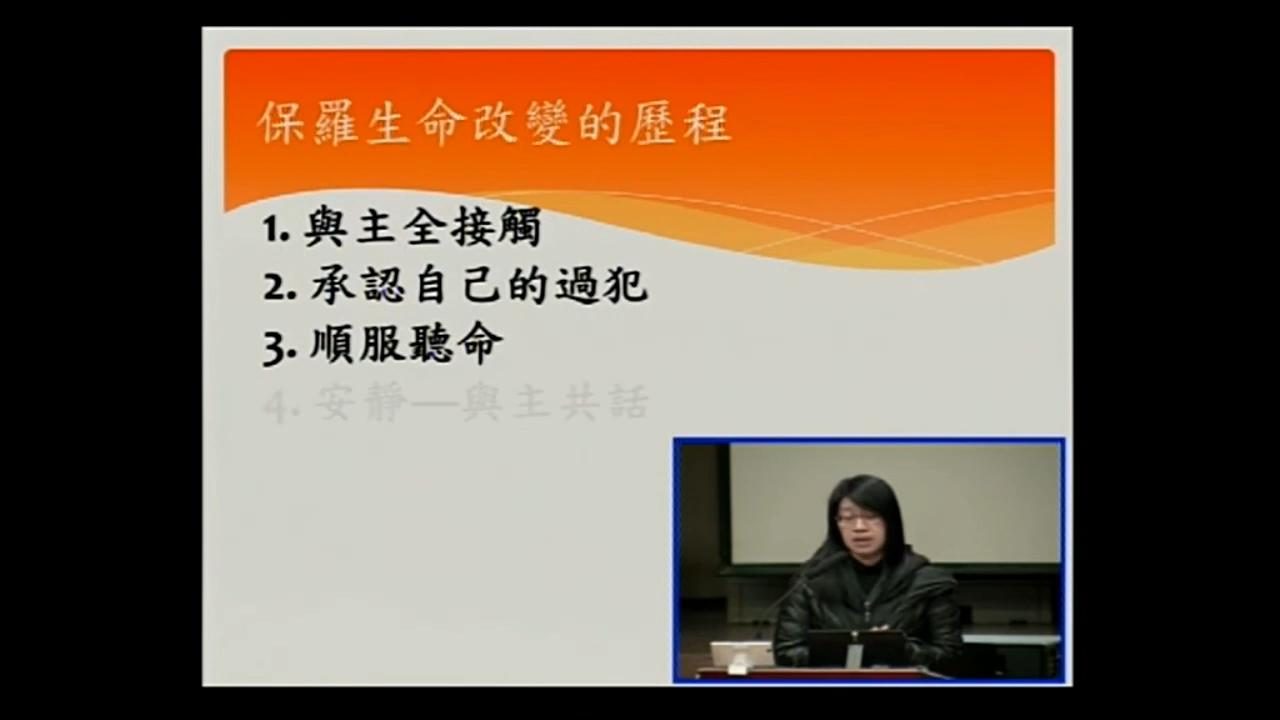 保羅生命改變的歷程
1. 與主全接觸
2. 承認自己的過犯
3. 順服聽命
4. 安靜—與主共話